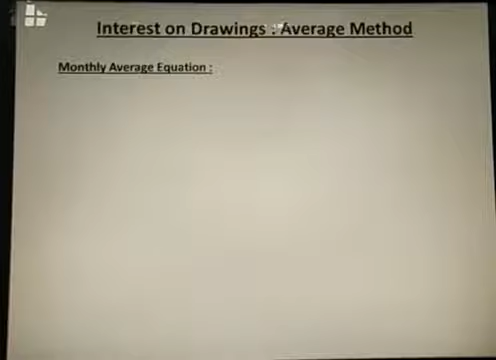 Interest on Drawings : Average Method
Monthly Average Equation :